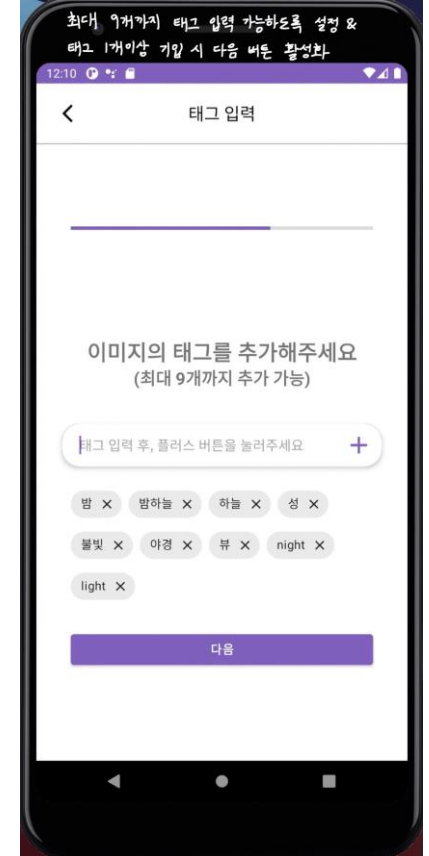 최대 9개까지 태그 입력 가능하도록 설정 &
태그 1개이상 기입 시 다음 버튼 활성화
12:10
태그 입력
이미지의 태그를 추가해주세요
(최대 9개까지 추가 가능)
태그 입력 후, 플러스 버튼을 눌러주세요 +
밤 × 밤하늘 × 하늘 × 성 ×
불빛 × 야경 × 뷰 × night ×
light ×
다음